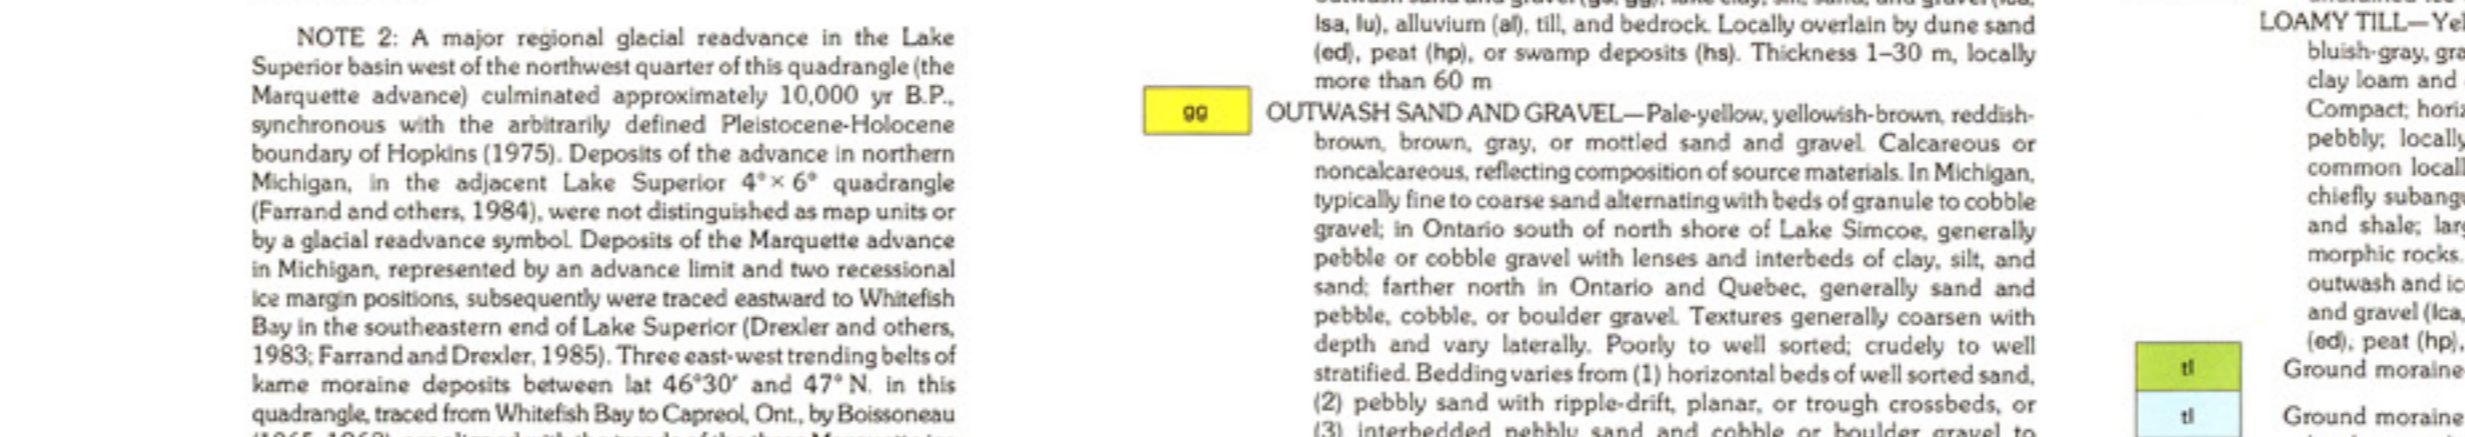 NOTE 2: A major regional glacial readvance in the Lake
Superior basin west of the northwest quarter of this quadrangle (the
Marquette advance) culminated approximately 10,000 yr B.P.,
synchronous with the arbitrarily defined Pleistocene-Holocene
boundary of Hopkins (1975). Deposits of the advance in northern
Michigan, in the adjacent Lake Superior 4° × 6° quadrangle
(Farrand and others, 1984), were not distinguished as map units or
by a glacial readvance symbol. Deposits of the Marquette advance
in Michigan, represented by an advance limit and two recessional
ice margin positions, subsequently were traced eastward to Whitefish
Bay in the southeastern end of Lake Superior (Drexler and others,
1983; Farrand and Drexler, 1985). Three east-west trending belts of
kame moraine deposits between lat 46°30′ and 47° N. in this
quadrangle, traced from Whitefish Bay to Capreol, Ont., by Boissoneau
lsa, lu), alluvium (al), till, and bedrock. Locally overlain by dune sand
(ed), peat (hp), or swamp deposits (hs). Thickness 1–30 m, locally
more than 60 m
gg
OUTWASH SAND AND GRAVEL—Pale-yellow, yellowish-brown, reddish-
brown, brown, gray, or mottled sand and gravel. Calcareous or
noncalcareous, reflecting composition of source materials. In Michigan,
typically fine to coarse sand alternating with beds of granule to cobble
gravel; in Ontario south of north shore of Lake Simcoe, generally
pebble or cobble gravel with lenses and interbeds of clay, silt, and
sand; farther north in Ontario and Quebec, generally sand and
pebble, cobble, or boulder gravel. Textures generally coarsen with
depth and vary laterally. Poorly to well sorted; crudely to well
stratified. Bedding varies from (1) horizontal beds of well sorted sand,
(2) pebbly sand with ripple-drift, planar, or trough crossbeds, or
(3) interbedded pebbly sand and cobble or boulder gravel to
LOAMY TILL—Yel
bluish-gray, gra
clay loam and
Compact; horiz
pebbly; locally
common locall
chiefly subang
and shale; larg
morphic rocks.
outwash and ic
and gravel (lca,
(ed), peat (hp),
tl
Ground moraine
tl
Ground moraine